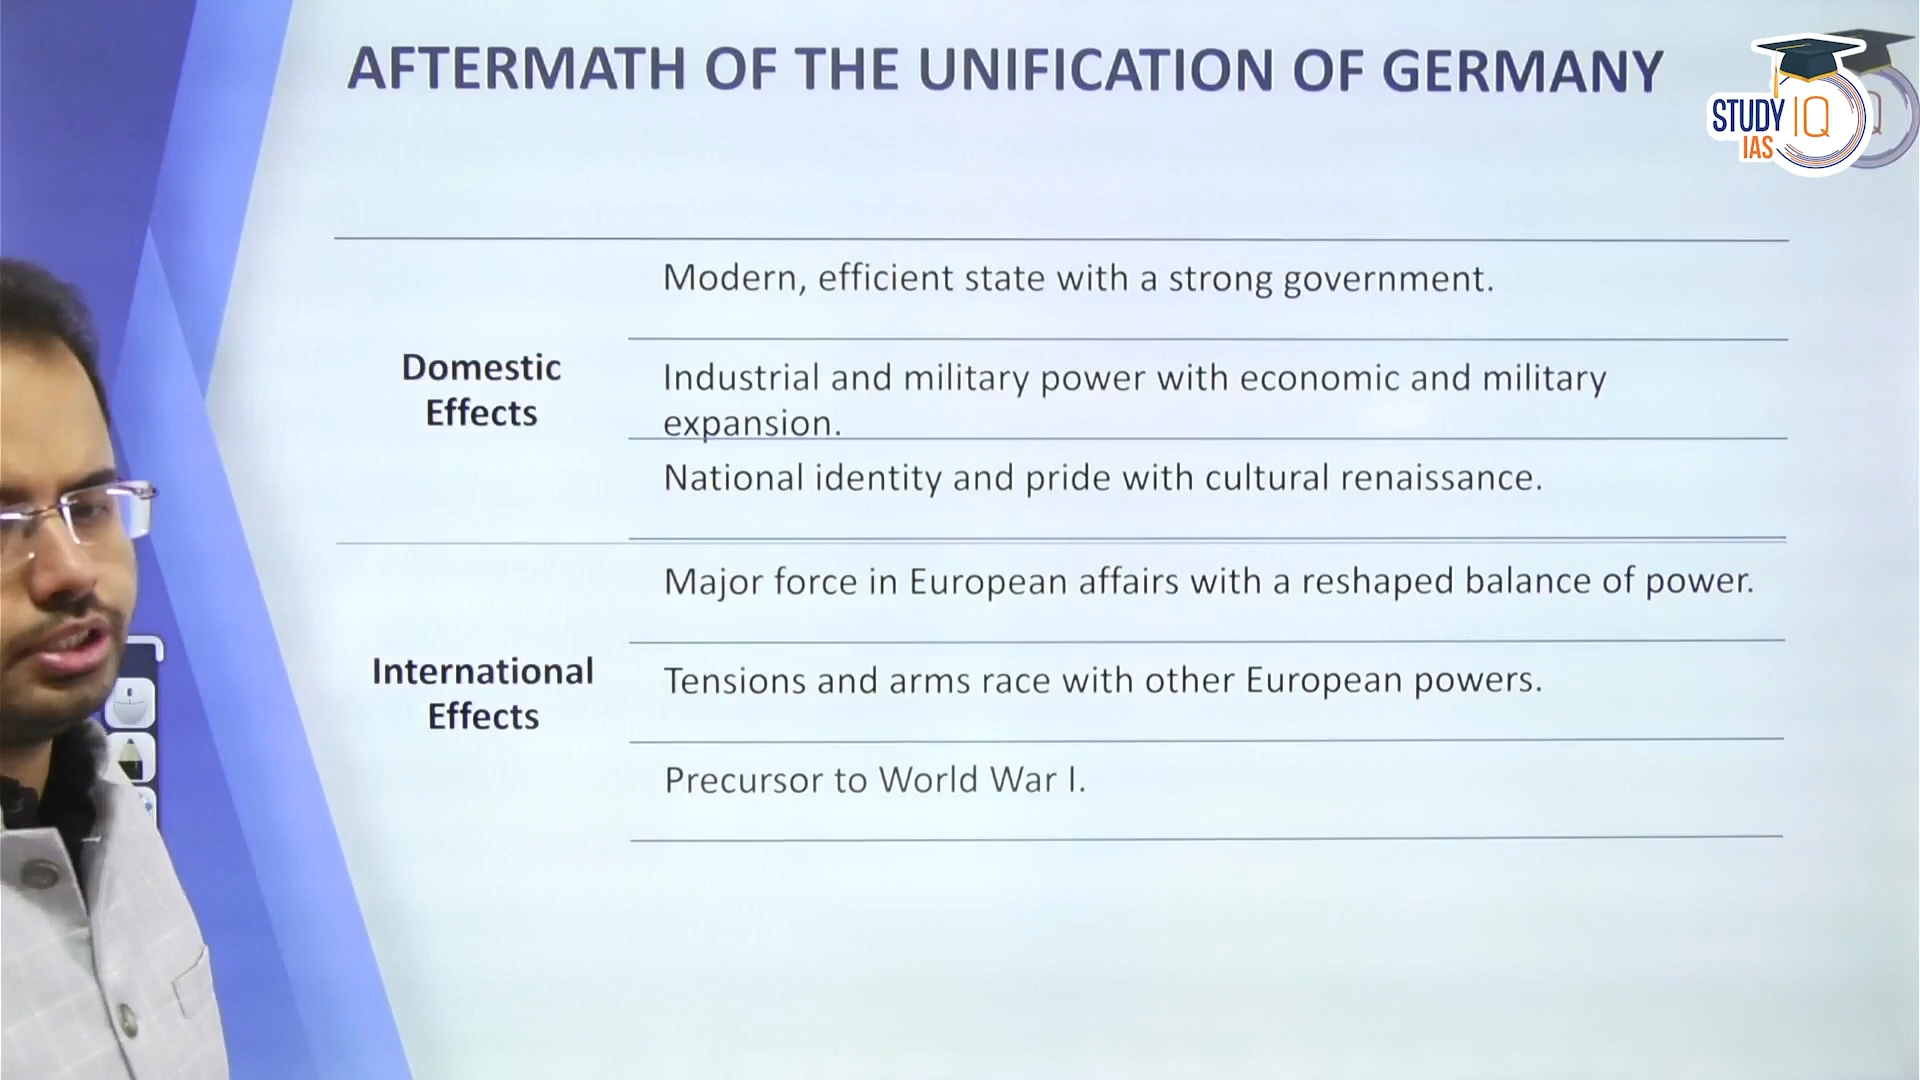 AFTERMATH OF THE UNIFICATION OF GERMANY
STUDY IQ
IAS
Modern, efficient state with a strong government.
Domestic
Effects
Industrial and military power with economic and military
expansion.
National identity and pride with cultural renaissance.
Major force in European affairs with a reshaped balance of power.
International
Effects
Tensions and arms race with other European powers.
Precursor to World War I.